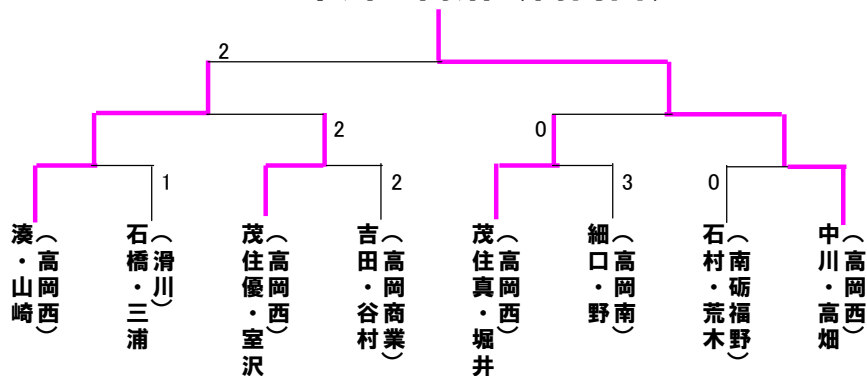 2
2
0
1
2
3
0
湊・山崎
（高岡西）
石橋・三浦
（滑川）
茂住優・室沢
（高岡西）
吉田・谷村
（高岡商業）
茂住真・堀井
（高岡西）
細口・野
（高岡南）
石村・荒木
（南砺福野）
中川・高畑
（高岡西）